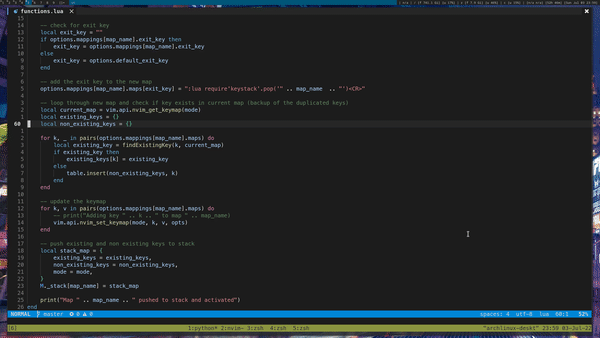 functions.lua ×
15
14 -- check for exit key
13 local exit_key = ""
12 if options.mappings[map_name].exit_key then
11 exit_key = options.mappings[map_name].exit_key
10 else
9 exit_key = options.default_exit_key
8 end
7
6 -- add the exit key to the new map
5 options.mappings[map_name].maps[exit_key] = ":lua require'keystack'.pop('" .. map_name .. "')<CR>"
4
3 -- loop through new map and check if key exists in current map (backup of the duplicated keys)
2 local current_map = vim.api.nvim_get_keymap(mode)
1 local existing_keys = {}
60 local non_existing_keys = {}
1
2 for k, _ in pairs(options.mappings[map_name].maps) do
3 local existing_key = findExistingKey(k, current_map)
4 if existing_key then
5 existing_keys[k] = existing_key
6 else
7 table.insert(non_existing_keys, k)
8 end
9 end
10
11 -- update the keymap
12 for k, v in pairs(options.mappings[map_name].maps) do
13 -- print("Adding key " .. k .. " to map " .. map_name)
14 vim.api.nvim_set_keymap(mode, k, v, opts)
15 end
16
17 -- push existing and non existing keys to stack
18 local stack_map = {
19 existing_keys = existing_keys,
20 non_existing_keys = non_existing_keys,
21 mode = mode,
22 }
23 M._stack[map_name] = stack_map
24
25 print("Map " .. map_name .. " pushed to stack and activated")
26 end
NORMAL master 0 0 spaces: 4 utf-8 lua 60:1 52%
[6] 1:python* 2:nvim- 3:zsh 4:zsh 5:zsh "archlinux-deskt" 23:59 03-Jul-22